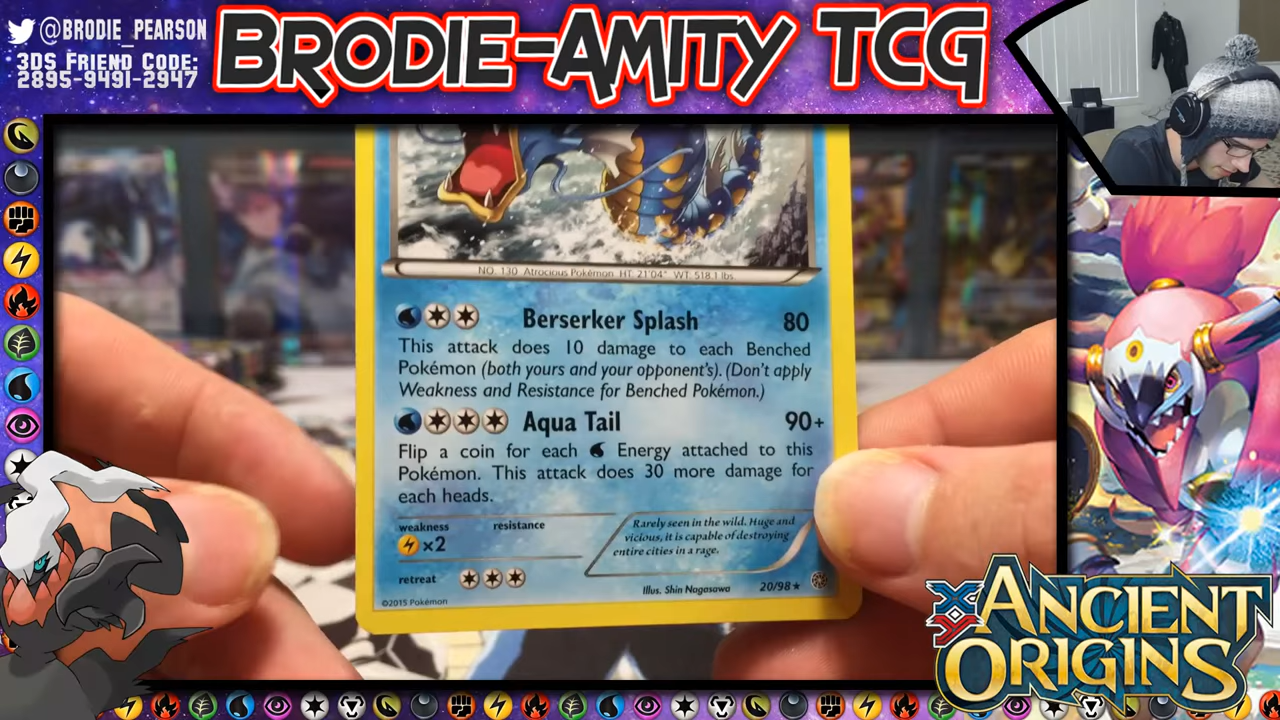 @BRODIE_PEARSON
3DS FRIEND CODE:
2895-9491-2947
BRODIE-AMITY TCG
NO. 130 Atrocious Pokémon HT: 21'04" WT: 518.1 lbs.
Berserker Splash 80
This attack does 10 damage to each Benched
Pokémon (both yours and your opponent's). (Don't apply
Weakness and Resistance for Benched Pokémon.)
Aqua Tail 90+
Flip a coin for each Energy attached to this
Pokémon. This attack does 30 more damage for
each heads.
weakness resistance
×2
Rarely seen in the wild. Huge and
vicious, it is capable of destroying
entire cities in a rage.
retreat
Illus. Shin Nagasawa 20/98
©2015 Pokémon
XY
ANCIENT
ORIGINS